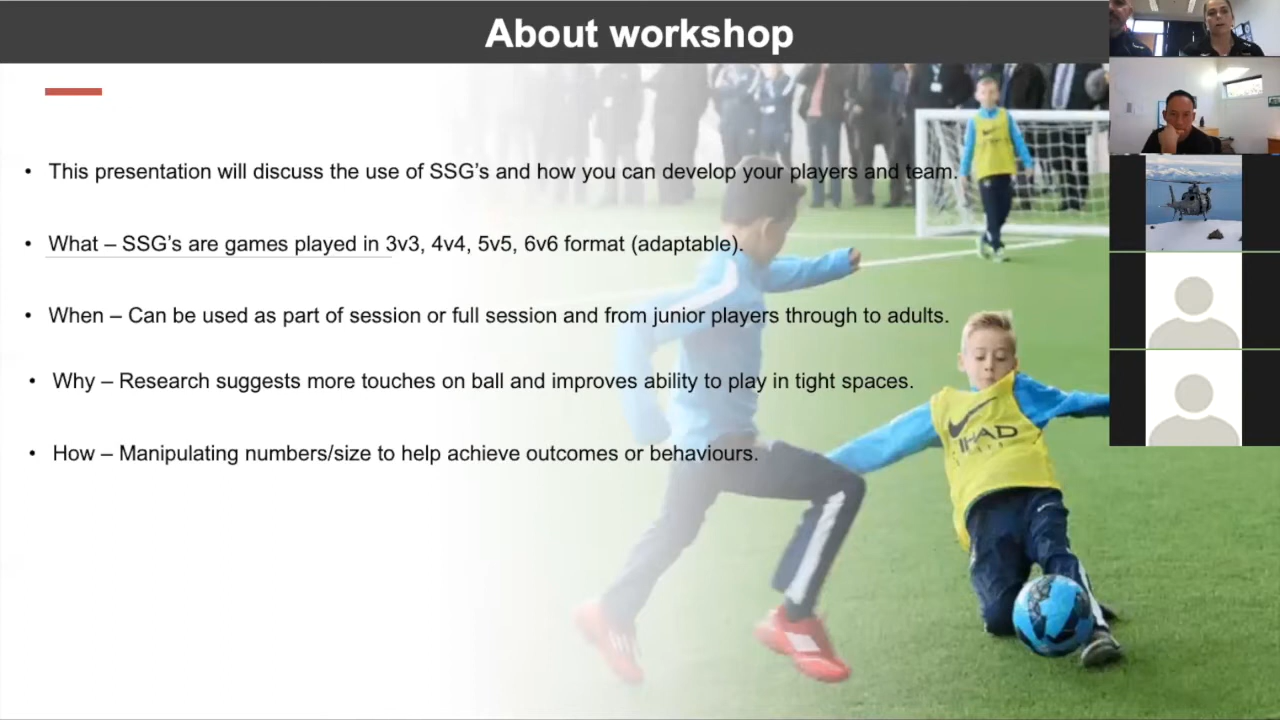 About workshop
• This presentation will discuss the use of SSG's and how you can develop your players and team.
• What – SSG's are games played in 3v3, 4v4, 5v5, 6v6 format (adaptable).
• When – Can be used as part of session or full session and from junior players through to adults.
• Why – Research suggests more touches on ball and improves ability to play in tight spaces.
• How – Manipulating numbers/size to help achieve outcomes or behaviours.